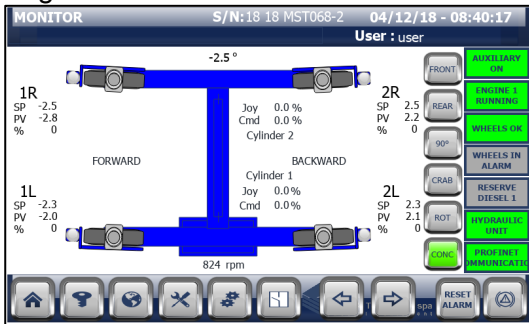 MONITOR S/N:18 18 MST068-2 04/12/18 - 08:40:17
User : user
-2.5 °
1R
SP -2.5
PV -2.8
% 0
2R
SP 2.5
PV 2.2
% 0
Joy 0.0 %
Cmd 0.0 %
Cylinder 2
FORWARD
BACKWARD
Cylinder 1
Joy 0.0 %
Cmd 0.0 %
1L
SP -2.3
PV -2.0
% 0
2L
SP 2.3
PV 2.1
% 0
824 rpm
FRONT
REAR
90°
CRAB
ROT
CONC
AUXILIARY
ON
ENGINE 1
RUNNING
WHEELS OK
WHEELS IN
ALARM
RESERVE
DIESEL 1
HYDRAULIC
UNIT
PROFINET
OMMUNICATIO
T spa
RESET
ALARM